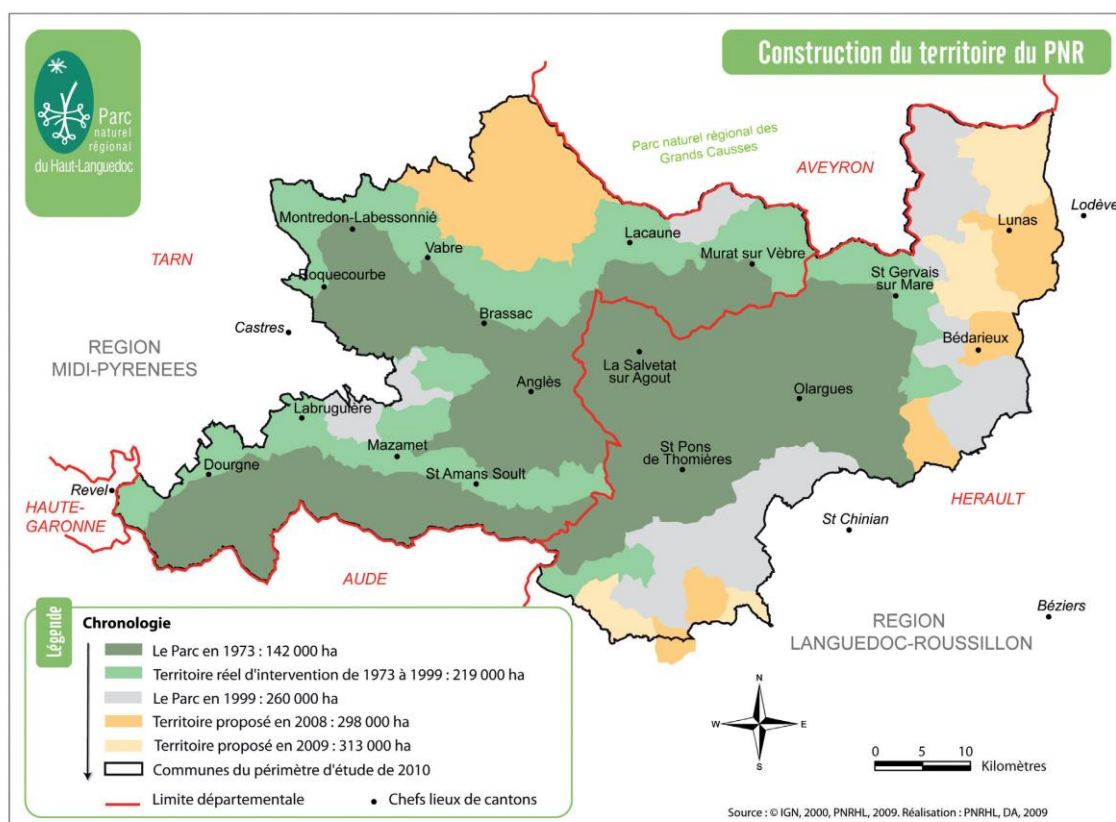 Construction du territoire du PNR
Parc
naturel
régional
du Haut-Languedoc
Parc naturel régional des
Grands Causses
AVEYRON
Lodève
Montredon-Labessonnié
Lacaune
Lunas
Vabre
Murat sur Vèbre
TARN
St Gervais
sur Mare
Roquecourbe
Brassac
Castres
REGION
MIDI-PYRENEES
Bédarieux
La Salvetat
sur Agout
Anglès
Olargues
Labruguière
Mazamet
St Pons
de Thomières
Dourgne
St Amans Soult
Revel
HAUTE-
GARONNE
HERAULT
St Chinian
AUDE
Béziers
REGION
LANGUEDOC-ROUSSILLON
Légende
Chronologie
Le Parc en 1973 : 142 000 ha
Territoire réel d'intervention de 1973 à 1999 : 219 000 ha
Le Parc en 1999 : 260 000 ha
Territoire proposé en 2008 : 298 000 ha
Territoire proposé en 2009 : 313 000 ha
Communes du périmètre d'étude de 2010
Limite départementale
Chefs lieux de cantons
N
W
E
S
0 5 10
Kilomètres
Source : © IGN, 2000, PNRHL, 2009. Réalisation : PNRHL, DA, 2009